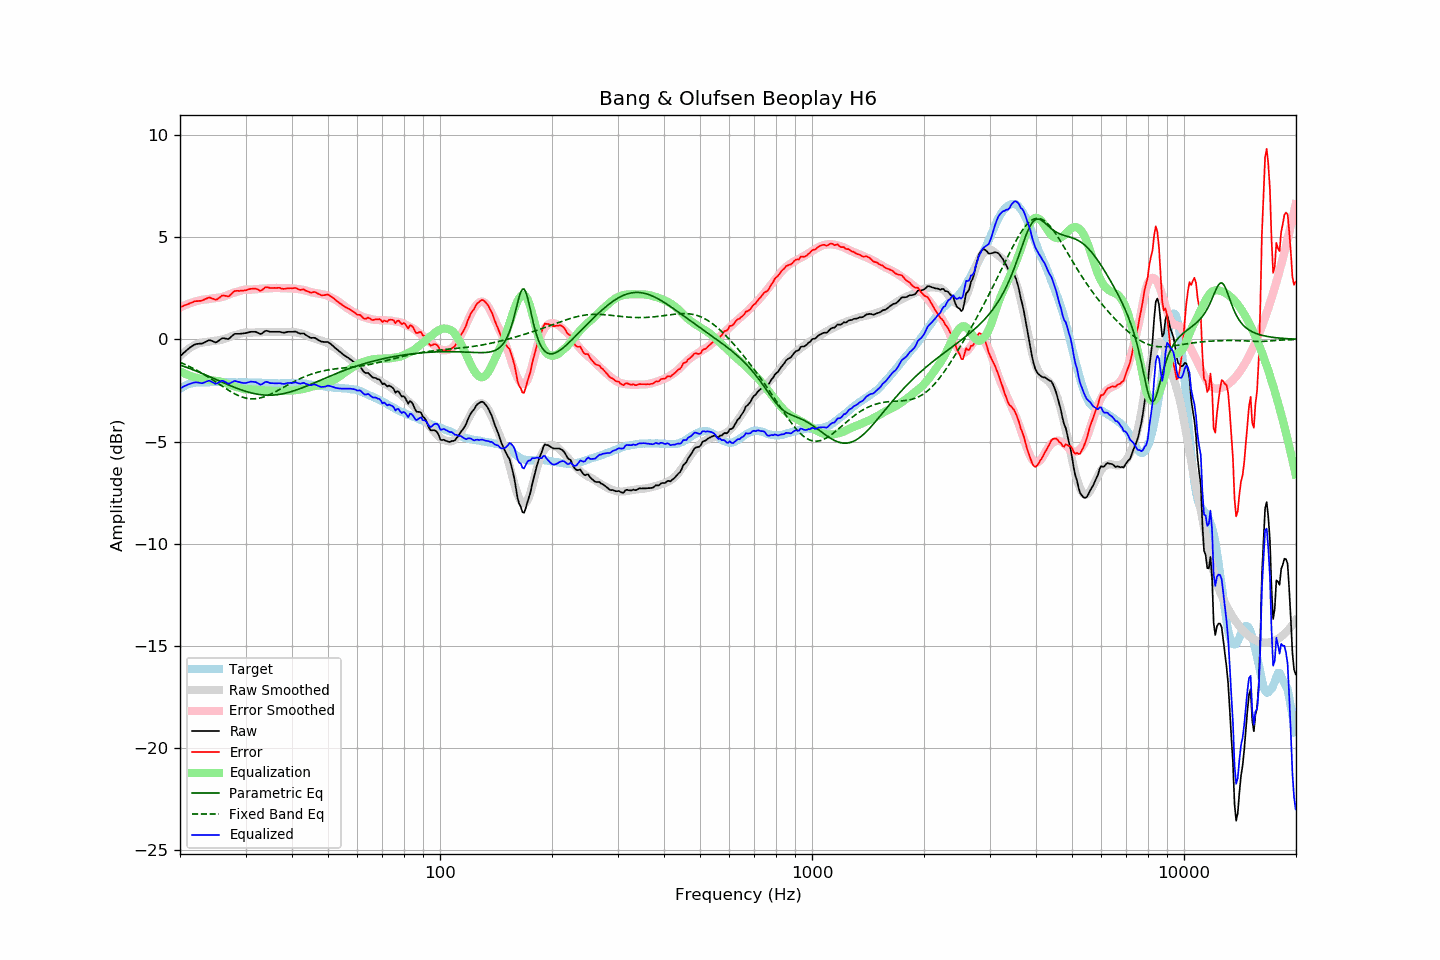 Bang & Olufsen Beoplay H6
10
5
0
−5
−10
−15
−20
−25
Amplitude (dBr)
100
1000
10000
Frequency (Hz)
Target
Raw Smoothed
Error Smoothed
Raw
Error
Equalization
Parametric Eq
Fixed Band Eq
Equalized